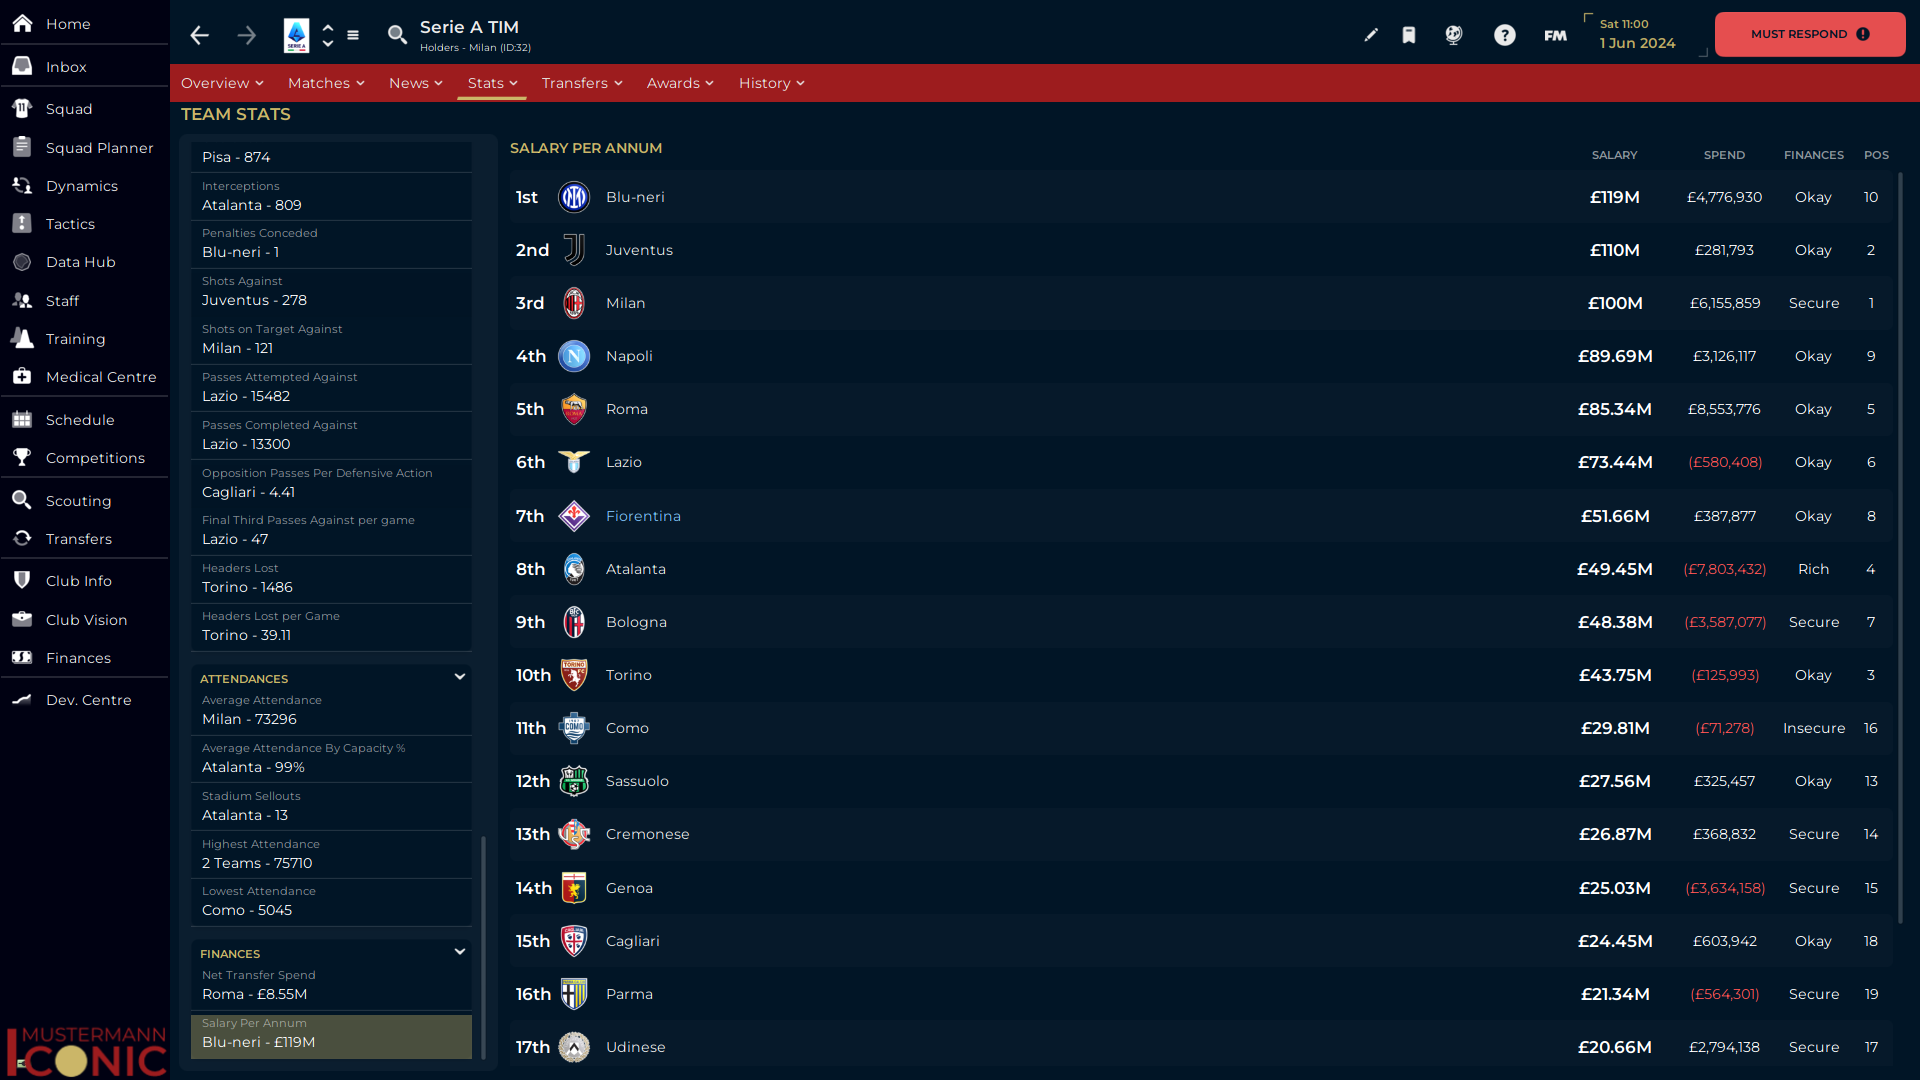 Home
Inbox
Squad
Squad Planner
Dynamics
Tactics
Data Hub
Staff
Training
Medical Centre
Schedule
Competitions
Scouting
Transfers
Club Info
Club Vision
Finances
Dev. Centre
MUSTERMANN
ICONIC
SERIE A
Serie A TIM
Holders - Milan (ID:32)
FM
Sat 11:00
1 Jun 2024
MUST RESPOND
Overview
Matches
News
Stats
Transfers
Awards
History
TEAM STATS
Pisa - 874
Interceptions
Atalanta - 809
Penalties Conceded
Blu-neri - 1
Shots Against
Juventus - 278
Shots on Target Against
Milan - 121
Passes Attempted Against
Lazio - 15482
Passes Completed Against
Lazio - 13300
Opposition Passes Per Defensive Action
Cagliari - 4.41
Final Third Passes Against per game
Lazio - 47
Headers Lost
Torino - 1486
Headers Lost per Game
Torino - 39.11
ATTENDANCES
Average Attendance
Milan - 73296
Average Attendance By Capacity %
Atalanta - 99%
Stadium Sellouts
Atalanta - 13
Highest Attendance
2 Teams - 75710
Lowest Attendance
Como - 5045
FINANCES
Net Transfer Spend
Roma - £8.55M
Salary Per Annum
Blu-neri - £119M
SALARY PER ANNUM
SALARY SPEND FINANCES POS
1st Blu-neri £119M £4,776,930 Okay 10
2nd Juventus £110M £281,793 Okay 2
3rd Milan £100M £6,155,859 Secure 1
4th Napoli £89.69M £3,126,117 Okay 9
5th Roma £85.34M £8,553,776 Okay 5
6th Lazio £73.44M (£580,408) Okay 6
7th Fiorentina £51.66M £387,877 Okay 8
8th Atalanta £49.45M (£7,803,432) Rich 4
9th Bologna £48.38M (£3,587,077) Secure 7
10th Torino £43.75M (£125,993) Okay 3
11th Como £29.81M (£71,278) Insecure 16
12th Sassuolo £27.56M £325,457 Okay 13
13th Cremonese £26.87M £368,832 Secure 14
14th Genoa £25.03M (£3,634,158) Secure 15
15th Cagliari £24.45M £603,942 Okay 18
16th Parma £21.34M (£564,301) Secure 19
17th Udinese £20.66M £2,794,138 Secure 17